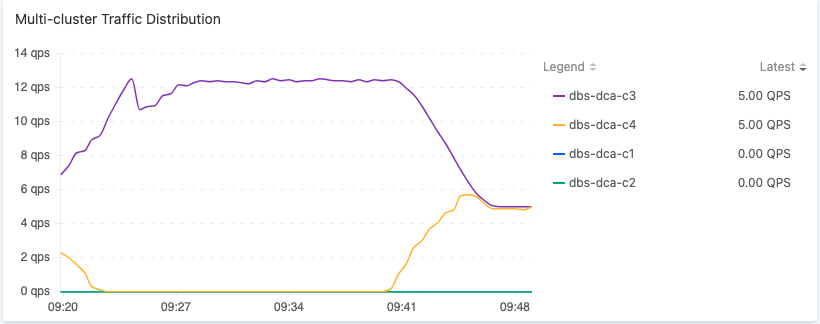 Multi-cluster Traffic Distribution
14 qps
12 qps
10 qps
8 qps
6 qps
4 qps
2 qps
0 qps
09:20 09:27 09:34 09:41 09:48
Legend Latest
dbs-dca-c3 5.00 QPS
dbs-dca-c4 5.00 QPS
dbs-dca-c1 0.00 QPS
dbs-dca-c2 0.00 QPS